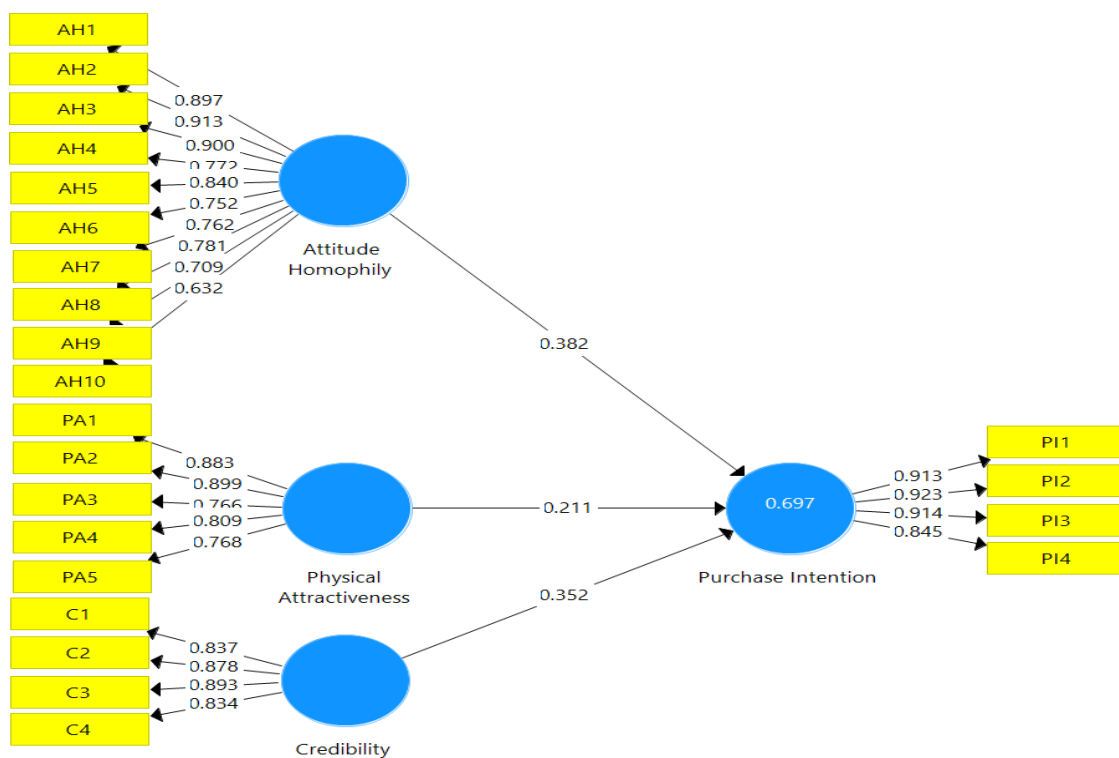 AH1
AH2
AH3
AH4
AH5
AH6
AH7
AH8
AH9
AH10
0.897
0.913
0.900
0.772
0.840
0.752
0.762
0.781
0.709
0.632
Attitude
Homophily
0.382
PA1
PA2
PA3
PA4
PA5
0.883
0.899
0.766
0.809
0.768
Physical
Attractiveness
0.211
C1
C2
C3
C4
0.837
0.878
0.893
0.834
Credibility
0.352
0.697
Purchase Intention
0.913
0.923
0.914
0.845
PI1
PI2
PI3
PI4